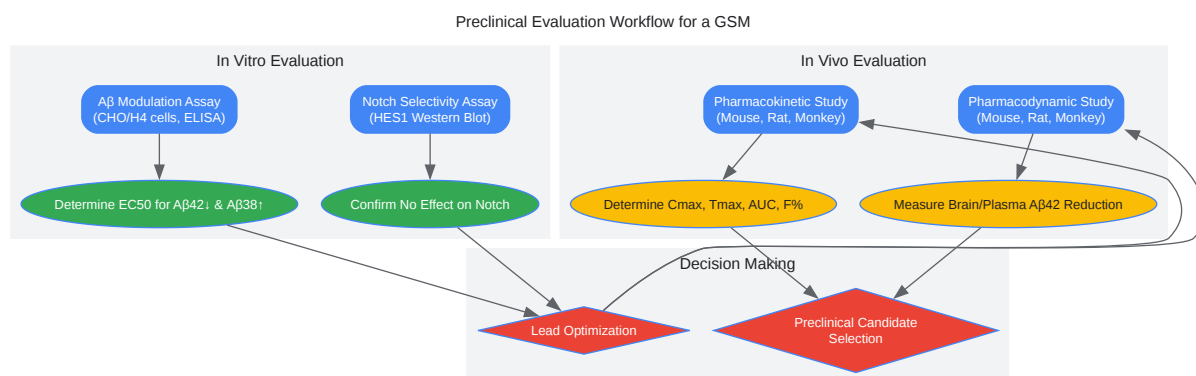 Preclinical Evaluation Workflow for a GSM
In Vitro Evaluation
In Vivo Evaluation
Aβ Modulation Assay
(CHO/H4 cells, ELISA)
Notch Selectivity Assay
(HES1 Western Blot)
Pharmacokinetic Study
(Mouse, Rat, Monkey)
Pharmacodynamic Study
(Mouse, Rat, Monkey)
Determine EC50 for Aβ42↓ & Aβ38↑
Confirm No Effect on Notch
Determine Cmax, Tmax, AUC, F%
Measure Brain/Plasma Aβ42 Reduction
Decision Making
Lead Optimization
Preclinical Candidate
Selection